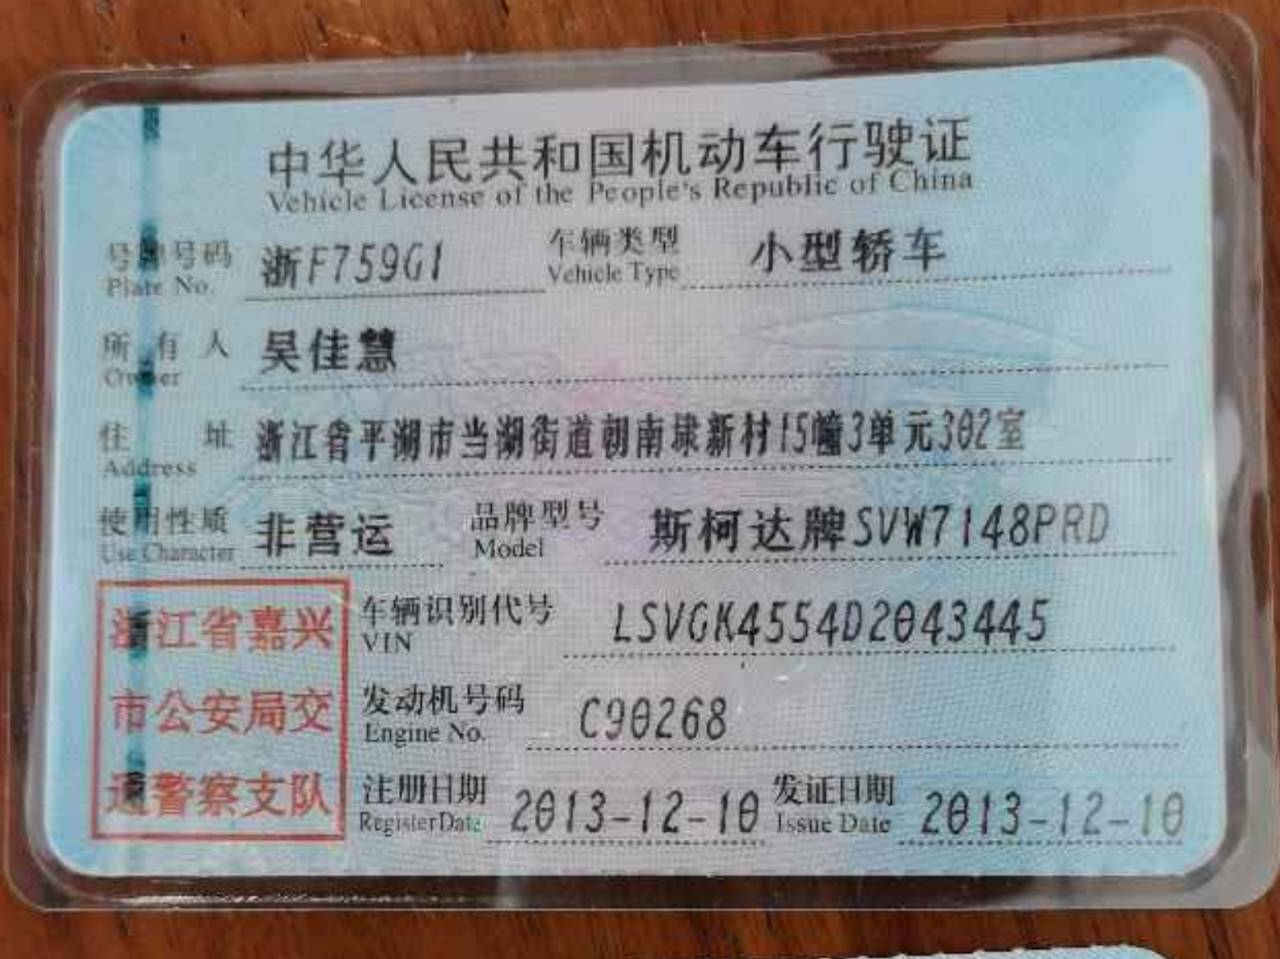 中华人民共和国机动车行驶证
Vehicle License of the People's Republic of China
号牌号码 浙F759G1 车辆类型 小型轿车
Plate No. Vehicle Type
所有人 吴佳慧
Owner
住址 浙江省平湖市当湖街道朝南埭新村15幢3单元302室
Address
使用性质 非营运 品牌型号 斯柯达牌SVW7148PRD
Use Character Model
浙江省嘉兴
市公安局交
通警察支队
车辆识别代号 LSVGK4554D2043445
VIN
发动机号码 C90268
Engine No.
注册日期 2013-12-10 发证日期 2013-12-10
Register Date Issue Date